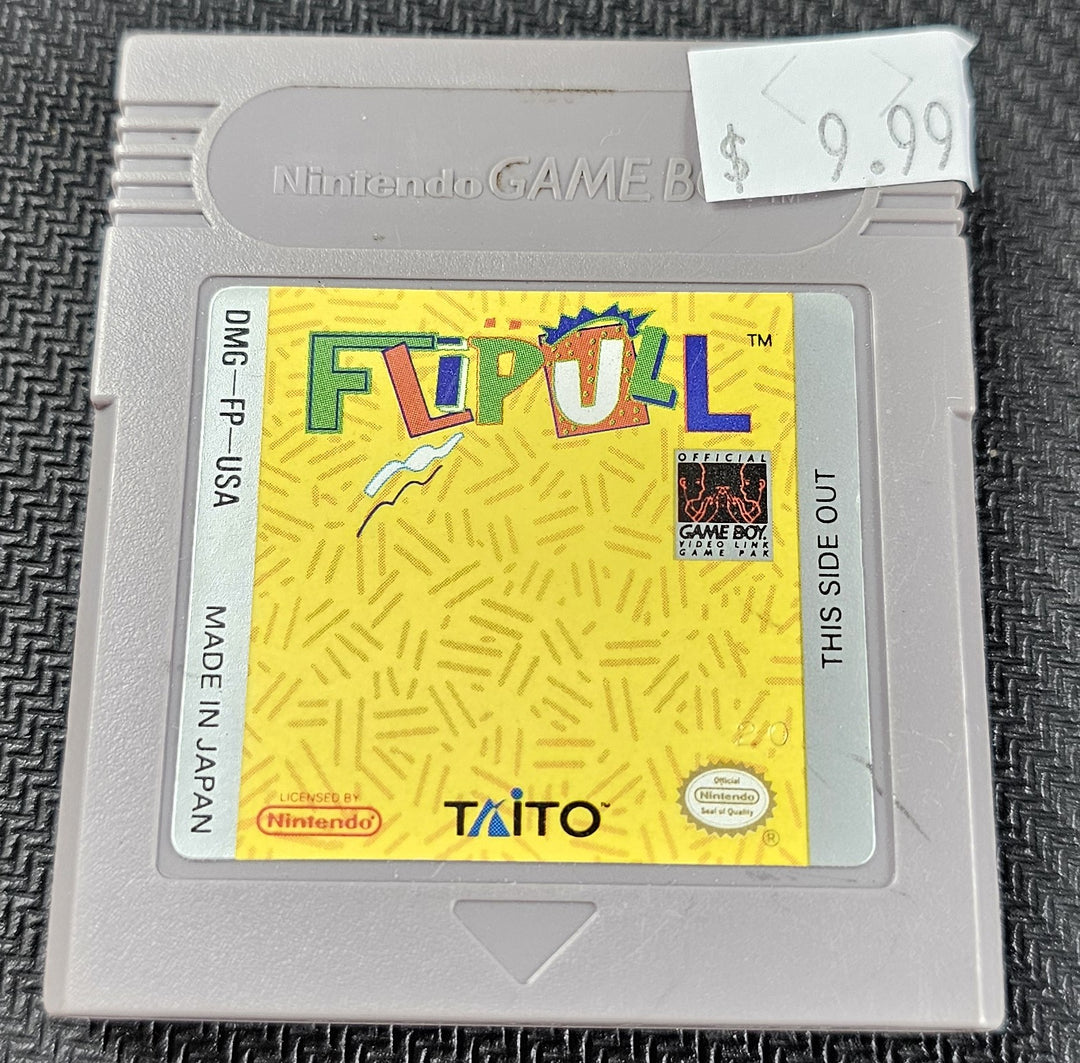 $ 9.99
Nintendo GAME B
TM
FLIPULL TM
DMG-FP-USA
MADE IN JAPAN
OFFICIAL
GAME BOY.
VIDEO LINK
GAME PAK
THIS SIDE OUT
LICENSED BY
Nintendo
TAITO
Official
Nintendo
Seal of Quality
®